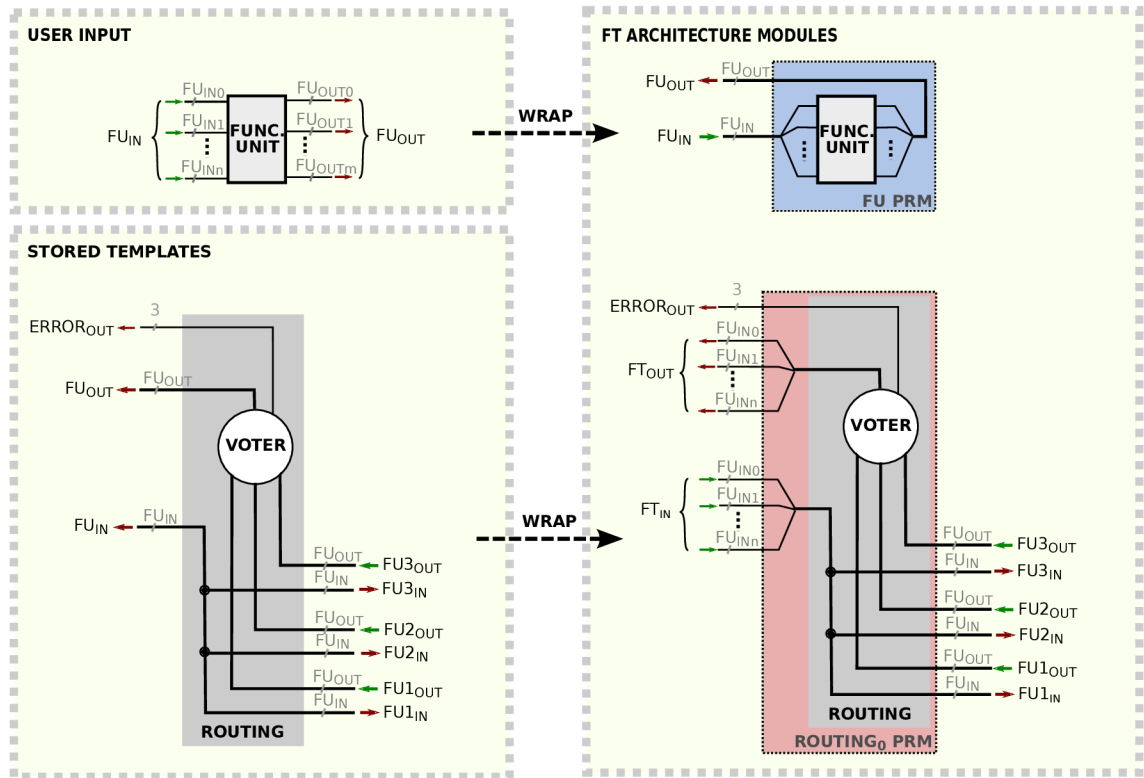 USER INPUT
FU_IN0
FU_OUT0
FU_IN
FU_IN1
FUNC. UNIT
FU_OUT1
FU_OUT
FU_INn
FU_OUTm
WRAP
STORED TEMPLATES
3
ERROR_OUT
FU_OUT
FU_OUT
VOTER
FU_IN
FU_IN
FU_OUT
FU3_OUT
FU_IN
FU3_IN
FU_OUT
FU2_OUT
FU_IN
FU2_IN
FU_OUT
FU1_OUT
FU_IN
FU1_IN
ROUTING
WRAP
FT ARCHITECTURE MODULES
FU_OUT
FU_OUT
FU_IN
FU_IN
FUNC. UNIT
FU PRM
3
ERROR_OUT
FU_IN0
FT_OUT
FU_IN1
FU_INn
VOTER
FU_IN0
FT_IN
FU_IN1
FU_INn
FU_OUT
FU3_OUT
FU_IN
FU3_IN
FU_OUT
FU2_OUT
FU_IN
FU2_IN
FU_OUT
FU1_OUT
FU_IN
FU1_IN
ROUTING
ROUTING_0 PRM